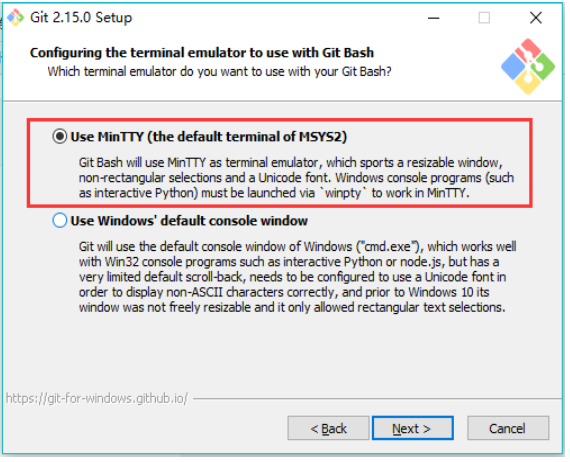 Git 2.15.0 Setup
Configuring the terminal emulator to use with Git Bash
Which terminal emulator do you want to use with your Git Bash?
Use MinTTY (the default terminal of MSYS2)
Git Bash will use MinTTY as terminal emulator, which sports a resizable window,
non-rectangular selections and a Unicode font. Windows console programs (such
as interactive Python) must be launched via `winpty` to work in MinTTY.
Use Windows' default console window
Git will use the default console window of Windows ("cmd.exe"), which works well
with Win32 console programs such as interactive Python or node.js, but has a
very limited default scroll-back, needs to be configured to use a Unicode font in
order to display non-ASCII characters correctly, and prior to Windows 10 its
window was not freely resizable and it only allowed rectangular text selections.
https://git-for-windows.github.io/
< Back
Next >
Cancel